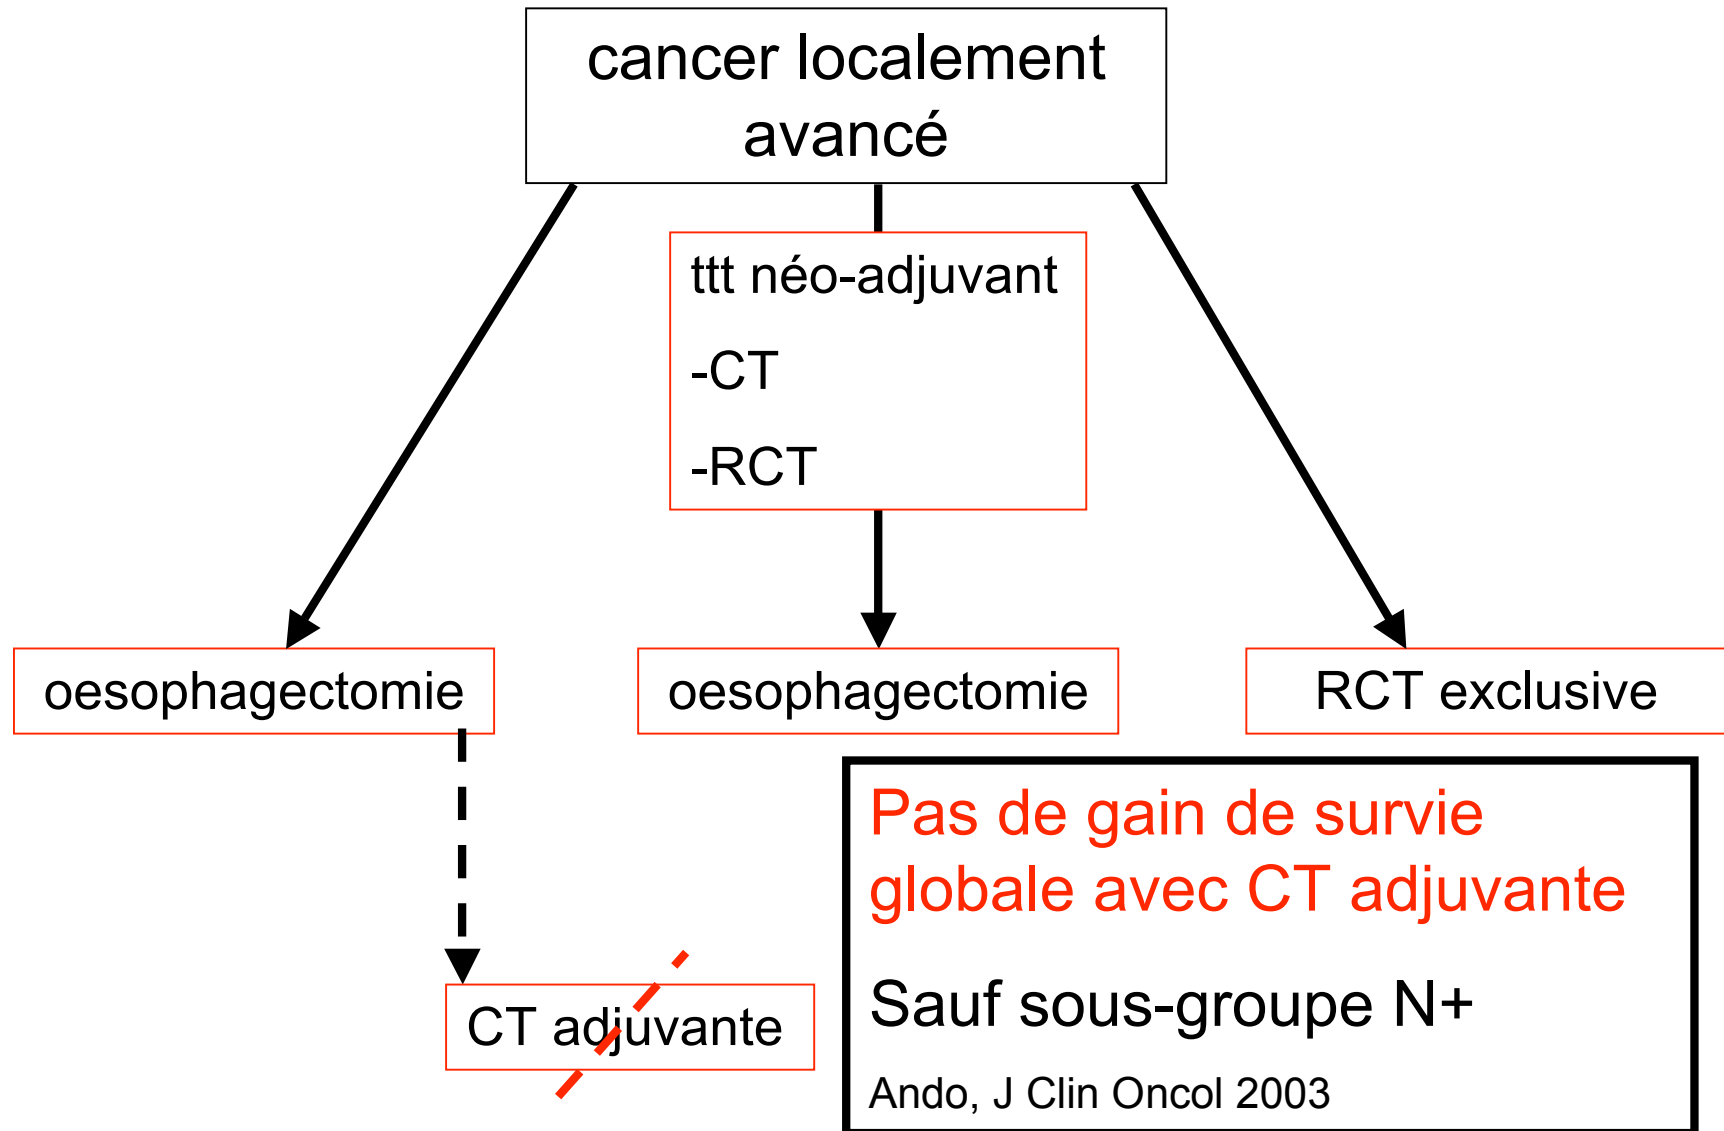 cancer localement
avancé
ttt néo-adjuvant
-CT
-RCT
oesophagectomie
oesophagectomie
RCT exclusive
CT adjuvante
Pas de gain de survie
globale avec CT adjuvante
Sauf sous-groupe N+
Ando, J Clin Oncol 2003